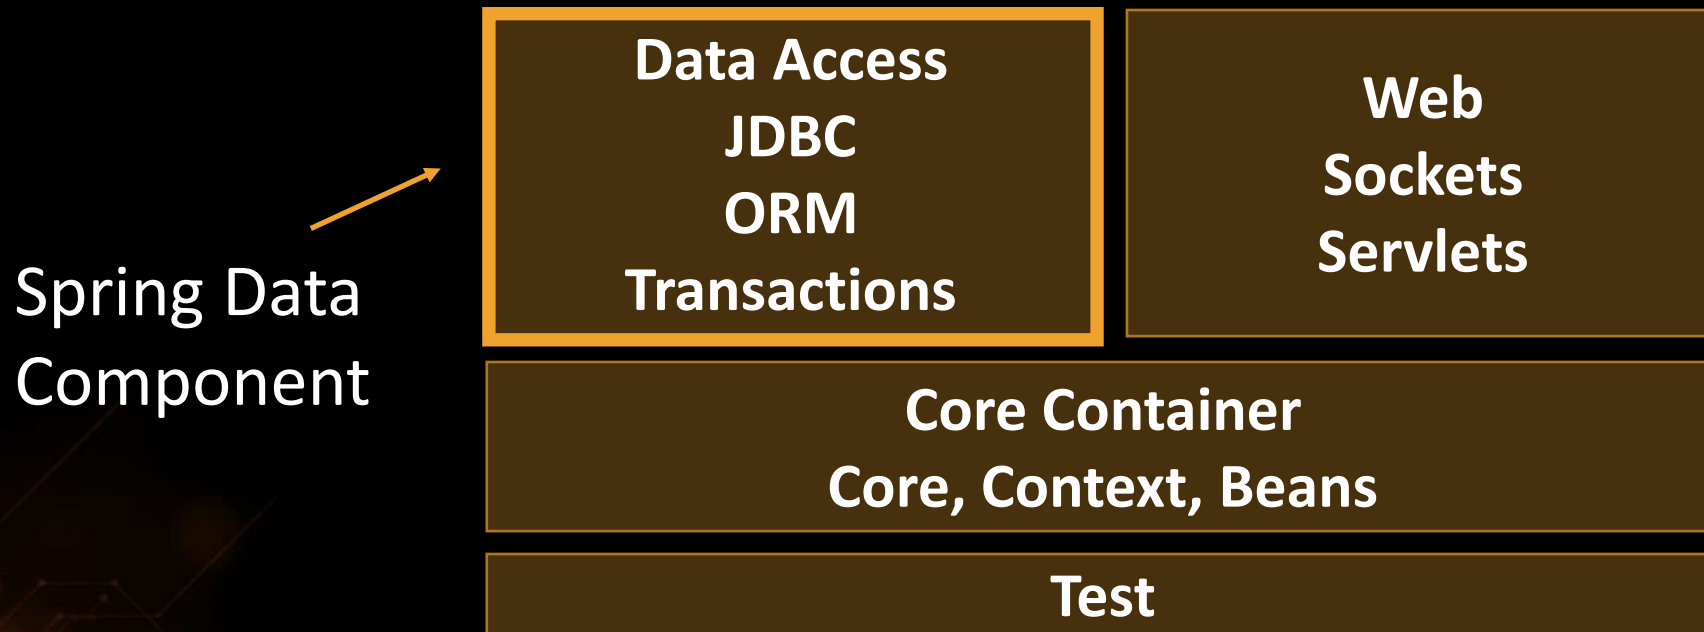 Spring Data
Component
Data Access
JDBC
ORM
Transactions
Web
Sockets
Servlets
Core Container
Core, Context, Beans
Test